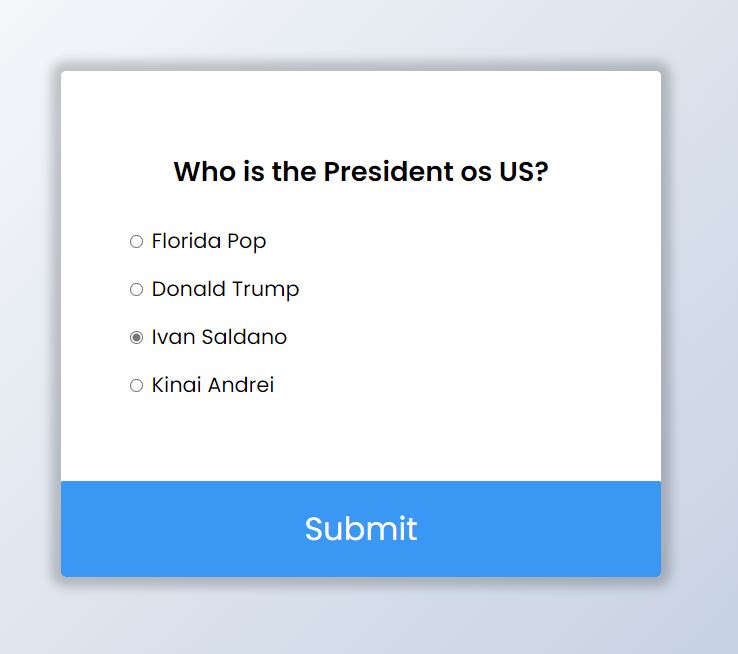 Who is the President os US?
Florida Pop
Donald Trump
Ivan Saldano
Kinai Andrei
Submit